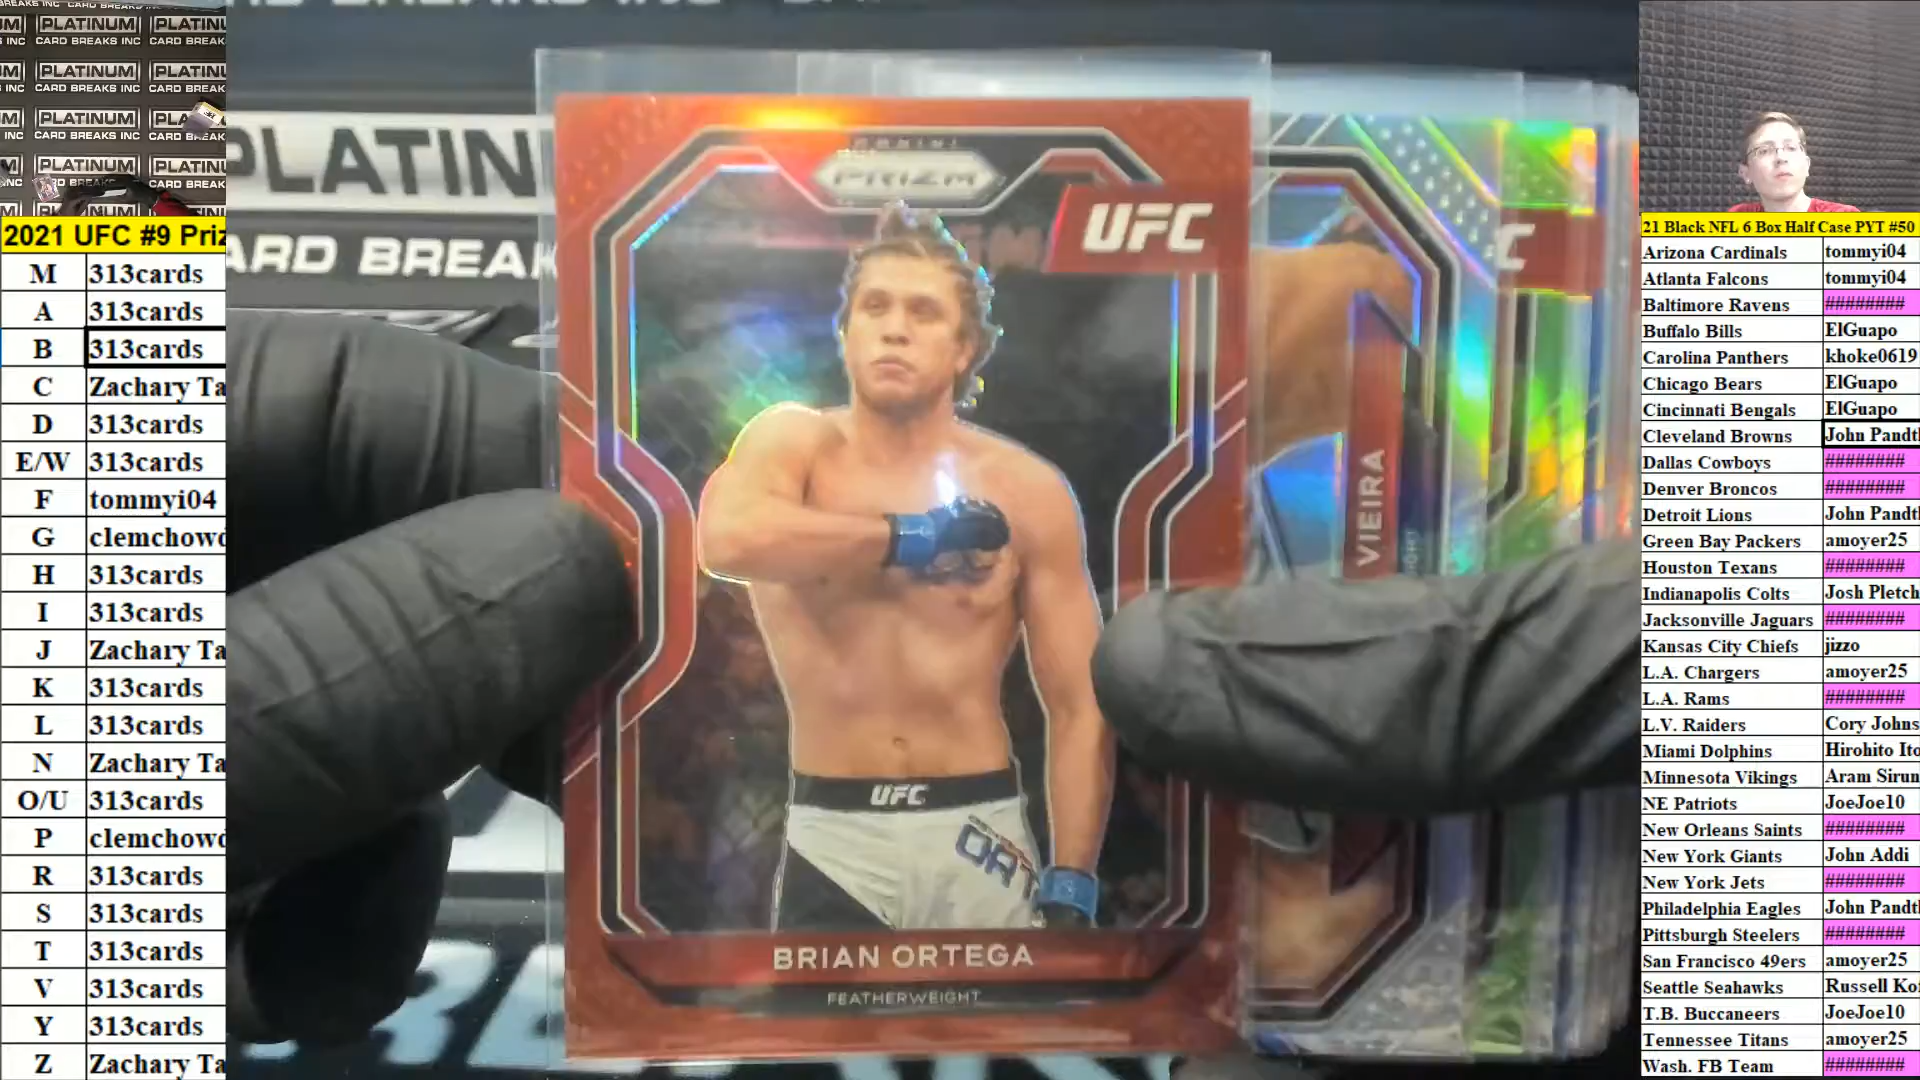 PLATINUM
CARD BREAKS INC
PLATINUM
CARD BREAKS INC
PLATINUM
CARD BREAKS INC
PLATINUM
CARD BREAKS INC
PLATIN
ARD BREA
2021 UFC #9 Priz
M 313cards
A 313cards
B 313cards
C Zachary Ta
D 313cards
E/W 313cards
F tommyi04
G clemchowd
H 313cards
I 313cards
J Zachary Ta
K 313cards
L 313cards
N Zachary Ta
O/U 313cards
P clemchowd
R 313cards
S 313cards
T 313cards
V 313cards
Y 313cards
Z Zachary Ta
PANINI
PRIZM
UFC
UFC
ORT
BRIAN ORTEGA
FEATHERWEIGHT
C
VIEIRA
21 Black NFL 6 Box Half Case PYT #50
Arizona Cardinals tommyi04
Atlanta Falcons tommyi04
Baltimore Ravens ########
Buffalo Bills ElGuapo
Carolina Panthers khoke0619
Chicago Bears ElGuapo
Cincinnati Bengals ElGuapo
Cleveland Browns John Pandt
Dallas Cowboys ########
Denver Broncos ########
Detroit Lions John Pandt
Green Bay Packers amoyer25
Houston Texans ########
Indianapolis Colts Josh Pletch
Jacksonville Jaguars ########
Kansas City Chiefs jizzo
L.A. Chargers amoyer25
L.A. Rams ########
L.V. Raiders Cory Johns
Miami Dolphins Hirohito Ito
Minnesota Vikings Aram Sirun
NE Patriots JoeJoe10
New Orleans Saints ########
New York Giants John Addi
New York Jets ########
Philadelphia Eagles John Pandt
Pittsburgh Steelers ########
San Francisco 49ers amoyer25
Seattle Seahawks Russell Ko
T.B. Buccaneers JoeJoe10
Tennessee Titans amoyer25
Wash. FB Team ########